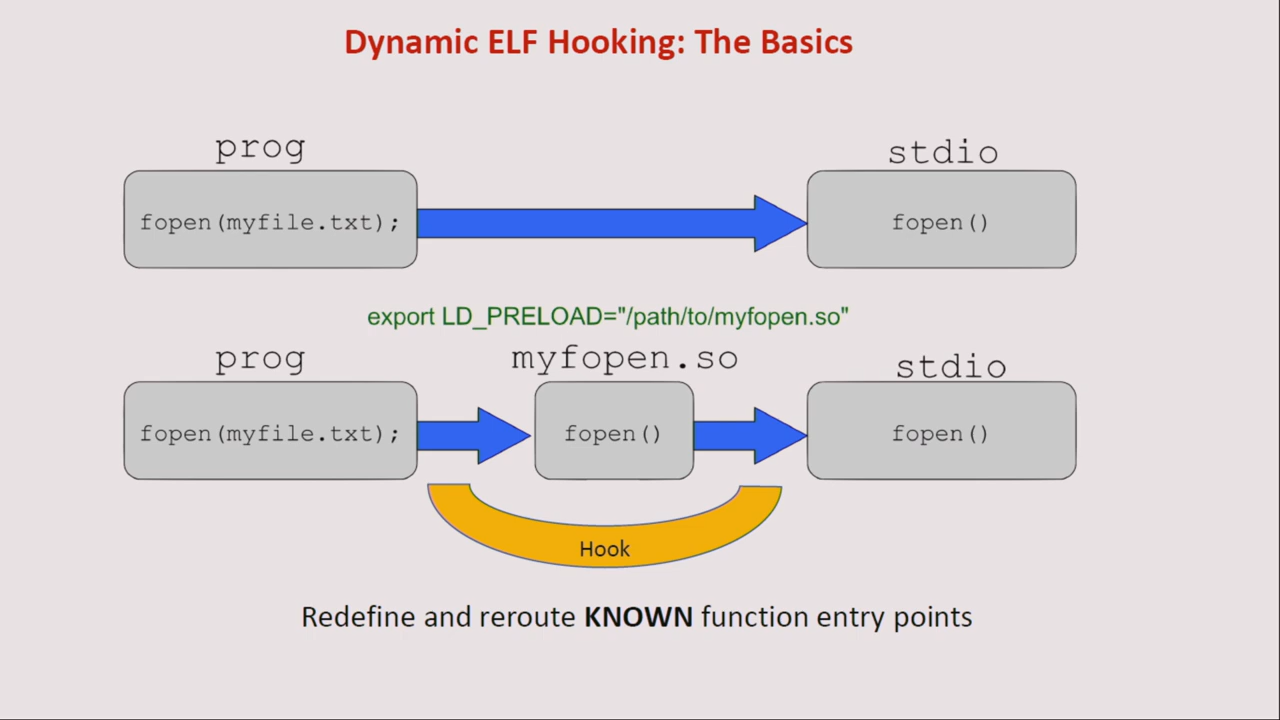 Dynamic ELF Hooking: The Basics
prog
stdio
fopen(myfile.txt);
fopen()
export LD_PRELOAD="/path/to/myfopen.so"
prog
myfopen.so
stdio
fopen(myfile.txt);
fopen()
fopen()
Hook
Redefine and reroute KNOWN function entry points